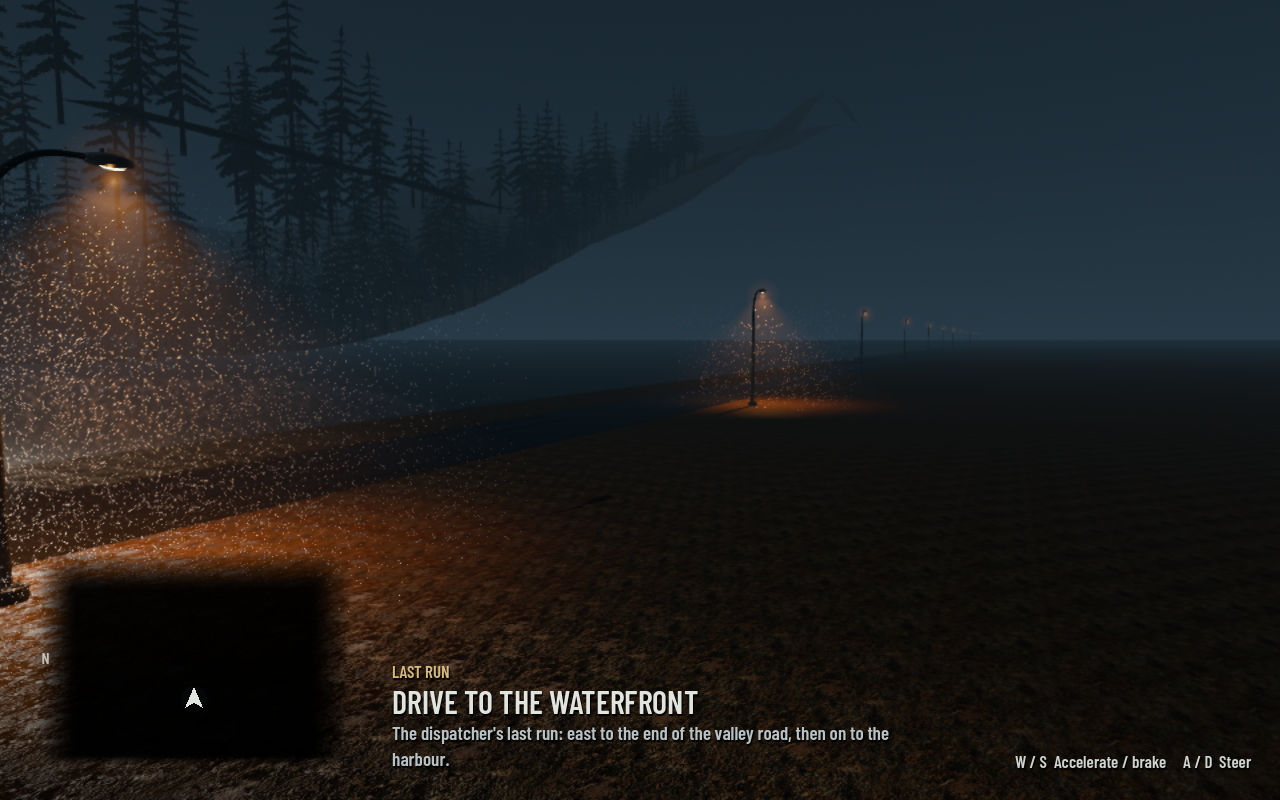 N
LAST RUN
DRIVE TO THE WATERFRONT
The dispatcher's last run: east to the end of the valley road, then on to the
harbour.
W / S Accelerate / brake A / D Steer